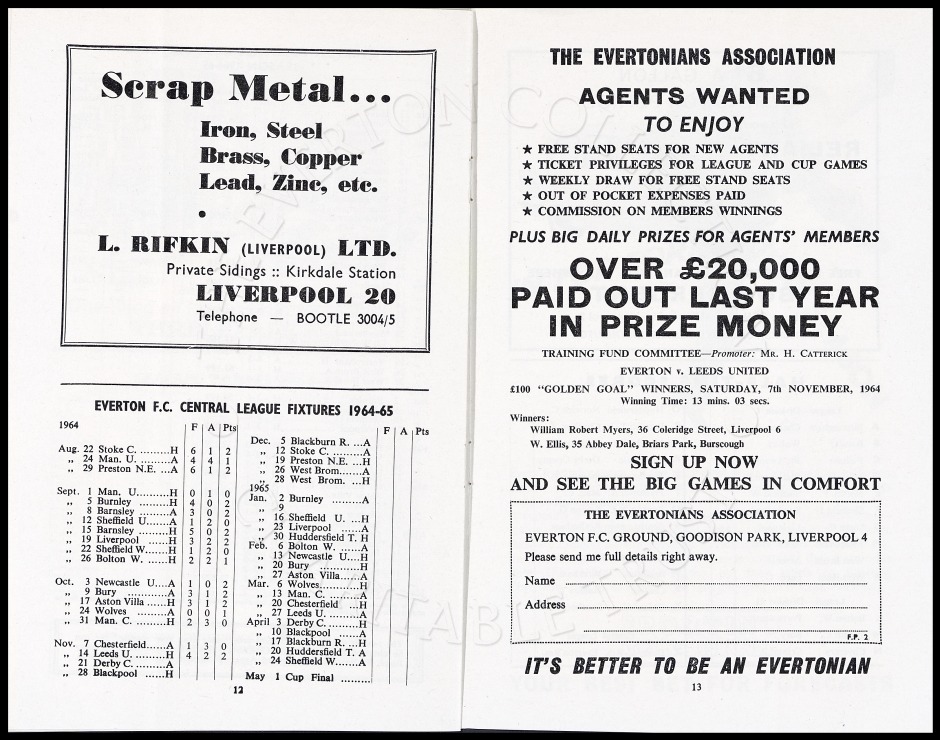 Scrap Metal...
Iron, Steel
Brass, Copper
Lead, Zinc, etc.
L. RIFKIN (LIVERPOOL) LTD.
Private Sidings :: Kirkdale Station
LIVERPOOL 20
Telephone — BOOTLE 3004/5
EVERTON F.C. CENTRAL LEAGUE FIXTURES 1964-65
1964 F A Pts
Aug. 22 Stoke C. .........H 6 1 2
„ 24 Man. U. .........A 4 4 1
„ 29 Preston N.E. ...A 6 1 2
Sept. 1 Man. U..........H 0 1 0
„ 5 Burnley .........H 4 0 2
„ 8 Barnsley .........A 3 0 2
„ 12 Sheffield U.......A 1 2 0
„ 15 Barnsley .........H 5 0 2
„ 19 Liverpool ......H 3 2 2
„ 22 Sheffield W.......H 1 2 0
„ 26 Bolton W. ......A 2 2 1
Oct. 3 Newcastle U....A 1 0 2
„ 9 Bury ............A 3 1 2
„ 17 Aston Villa ......H 3 1 2
„ 24 Wolves .........A 0 0 1
„ 31 Man. C. .........H 2 3 0
Nov. 7 Chesterfield......A 1 3 0
„ 14 Leeds U. .........H 4 2 2
„ 21 Derby C. .........A
„ 28 Blackpool ......H
F A Pts
Dec. 5 Blackburn R. ...A
„ 12 Stoke C. .........A
„ 19 Preston N.E. ...H
„ 26 West Brom.......A
„ 28 West Brom. ...H
1965
Jan. 2 Burnley .........A
„ 9
„ 16 Sheffield U. ...H
„ 23 Liverpool ......A
„ 30 Huddersfield T. H
Feb. 6 Bolton W. ......A
„ 13 Newcastle U....H
„ 20 Bury ............H
„ 27 Aston Villa......A
Mar. 6 Wolves............H
„ 13 Man. C. .........A
„ 20 Chesterfield ...H
„ 27 Leeds U. .........A
April 3 Derby C. .........H
„ 10 Blackpool ......A
„ 17 Blackburn R. ...H
„ 20 Huddersfield T. A
„ 24 Sheffield W.......A
May 1 Cup Final .........
12
THE EVERTONIANS ASSOCIATION
AGENTS WANTED
TO ENJOY
★ FREE STAND SEATS FOR NEW AGENTS
★ TICKET PRIVILEGES FOR LEAGUE AND CUP GAMES
★ WEEKLY DRAW FOR FREE STAND SEATS
★ OUT OF POCKET EXPENSES PAID
★ COMMISSION ON MEMBERS WINNINGS
PLUS BIG DAILY PRIZES FOR AGENTS' MEMBERS
OVER £20,000
PAID OUT LAST YEAR
IN PRIZE MONEY
TRAINING FUND COMMITTEE—Promoter: MR. H. CATTERICK
EVERTON v. LEEDS UNITED
£100 "GOLDEN GOAL" WINNERS, SATURDAY, 7th NOVEMBER, 1964
Winning Time: 13 mins. 03 secs.
Winners:
William Robert Myers, 36 Coleridge Street, Liverpool 6
W. Ellis, 35 Abbey Dale, Briars Park, Burscough
SIGN UP NOW
AND SEE THE BIG GAMES IN COMFORT
THE EVERTONIANS ASSOCIATION
EVERTON F.C. GROUND, GOODISON PARK, LIVERPOOL 4
Please send me full details right away.
Name
Address
F.P. 2
IT'S BETTER TO BE AN EVERTONIAN
13